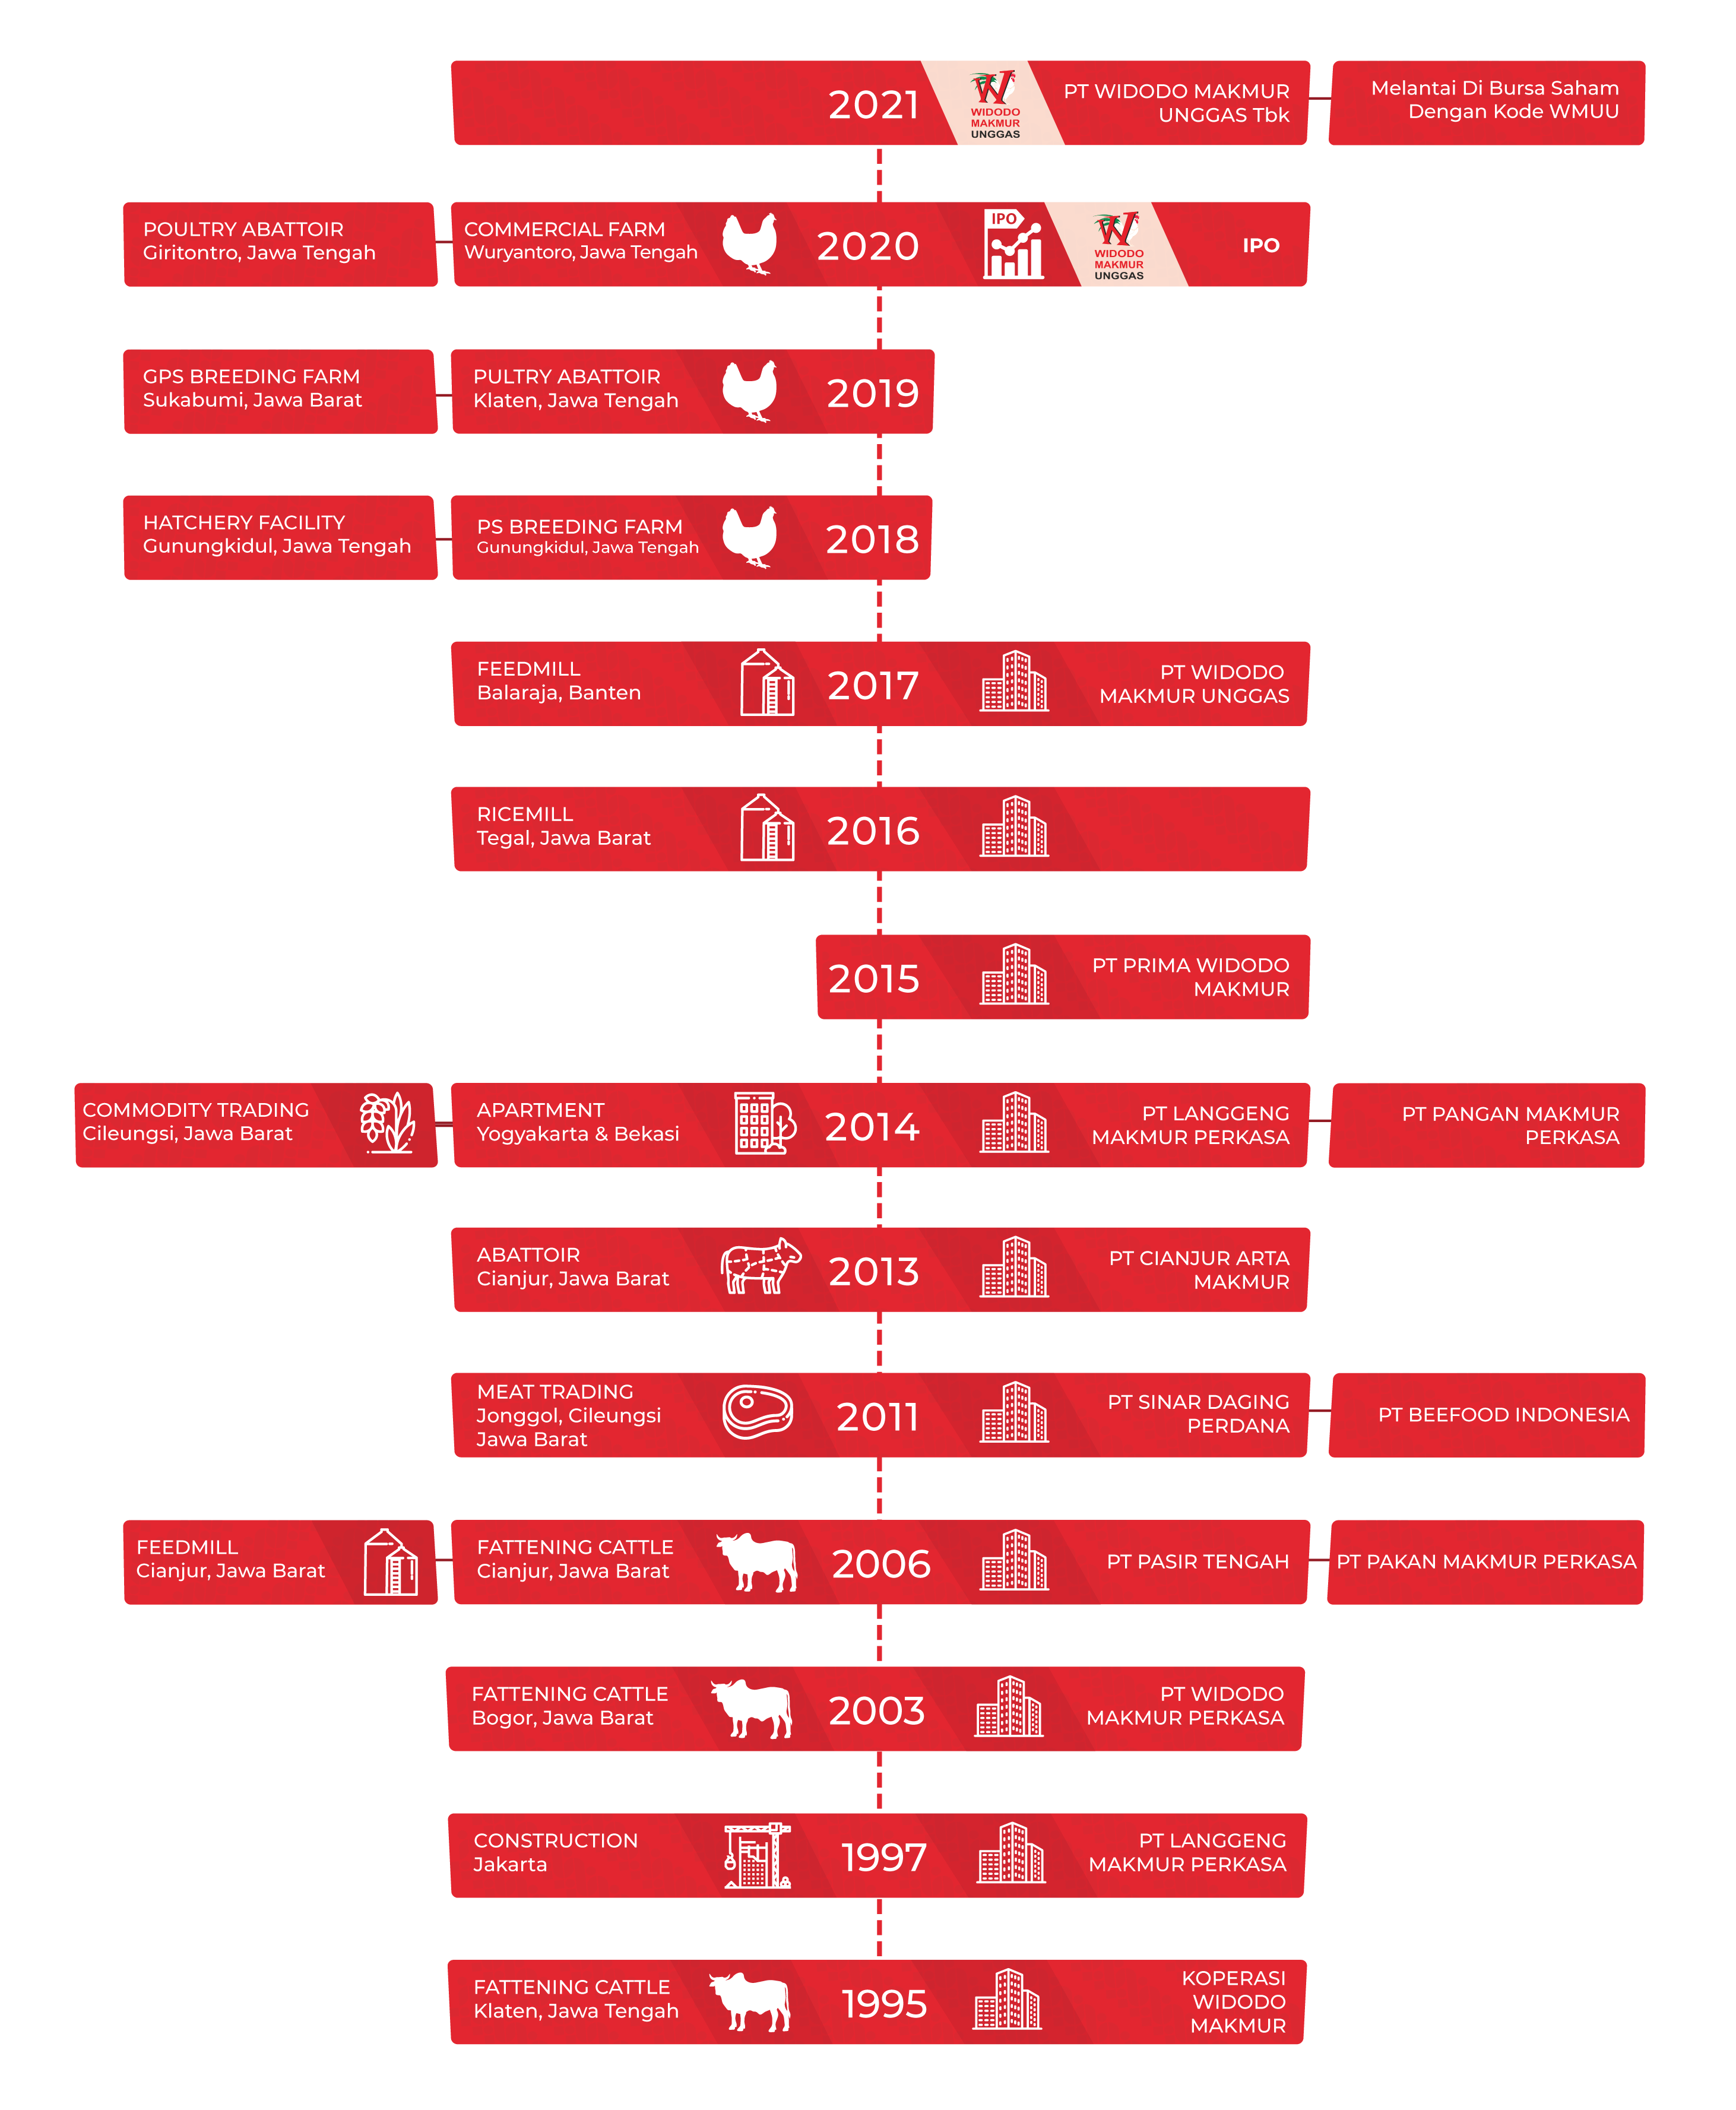 2021
WIDODO
MAKMUR
UNGGAS
PT WIDODO MAKMUR
UNGGAS Tbk
Melantai Di Bursa Saham
Dengan Kode WMUU
POULTRY ABATTOIR
Giritontro, Jawa Tengah
COMMERCIAL FARM
Wuryantoro, Jawa Tengah
2020
IPO
WIDODO
MAKMUR
UNGGAS
IPO
GPS BREEDING FARM
Sukabumi, Jawa Barat
PULTRY ABATTOIR
Klaten, Jawa Tengah
2019
HATCHERY FACILITY
Gunungkidul, Jawa Tengah
PS BREEDING FARM
Gunungkidul, Jawa Tengah
2018
FEEDMILL
Balaraja, Banten
2017
PT WIDODO
MAKMUR UNGGAS
RICEMILL
Tegal, Jawa Barat
2016
2015
PT PRIMA WIDODO
MAKMUR
COMMODITY TRADING
Cileungsi, Jawa Barat
APARTMENT
Yogyakarta & Bekasi
2014
PT LANGGENG
MAKMUR PERKASA
PT PANGAN MAKMUR
PERKASA
ABATTOIR
Cianjur, Jawa Barat
2013
PT CIANJUR ARTA
MAKMUR
MEAT TRADING
Jonggol, Cileungsi
Jawa Barat
2011
PT SINAR DAGING
PERDANA
PT BEEFOOD INDONESIA
FEEDMILL
Cianjur, Jawa Barat
FATTENING CATTLE
Cianjur, Jawa Barat
2006
PT PASIR TENGAH
PT PAKAN MAKMUR PERKASA
FATTENING CATTLE
Bogor, Jawa Barat
2003
PT WIDODO
MAKMUR PERKASA
CONSTRUCTION
Jakarta
1997
PT LANGGENG
MAKMUR PERKASA
FATTENING CATTLE
Klaten, Jawa Tengah
1995
KOPERASI
WIDODO
MAKMUR